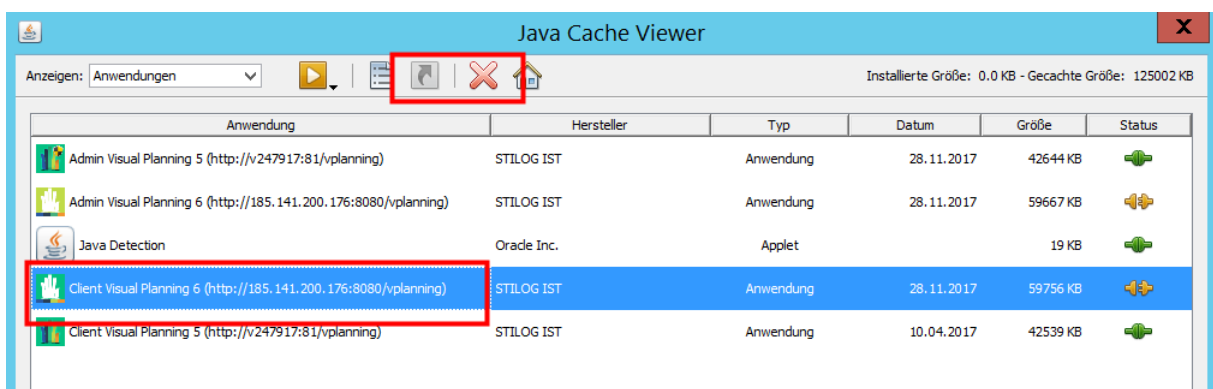 Java Cache Viewer
X
Anzeigen: Anwendungen
Installierte Größe: 0.0 KB - Gecachte Größe: 125002 KB
Anwendung Hersteller Typ Datum Größe Status
Admin Visual Planning 5 (http://v247917:81/vplanning) STILOG IST Anwendung 28.11.2017 42644 KB
Admin Visual Planning 6 (http://185.141.200.176:8080/vplanning) STILOG IST Anwendung 28.11.2017 59667 KB
Java Detection Oracle Inc. Applet 19 KB
Client Visual Planning 6 (http://185.141.200.176:8080/vplanning) STILOG IST Anwendung 28.11.2017 59756 KB
Client Visual Planning 5 (http://v247917:81/vplanning) STILOG IST Anwendung 10.04.2017 42539 KB